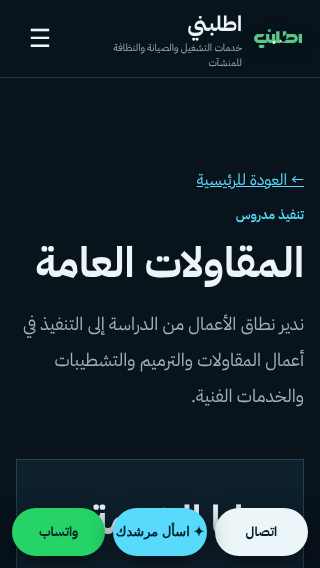 اطلبني
اطلبني
خدمات التشغيل والصيانة والنظافة
للمنشآت
← العودة للرئيسية
تنفيذ مدروس
المقاولات العامة
ندير نطاق الأعمال من الدراسة إلى التنفيذ في
أعمال المقاولات والترميم والتشطيبات
والخدمات الفنية.
اتصال
✦ اسأل مرشدك
واتساب